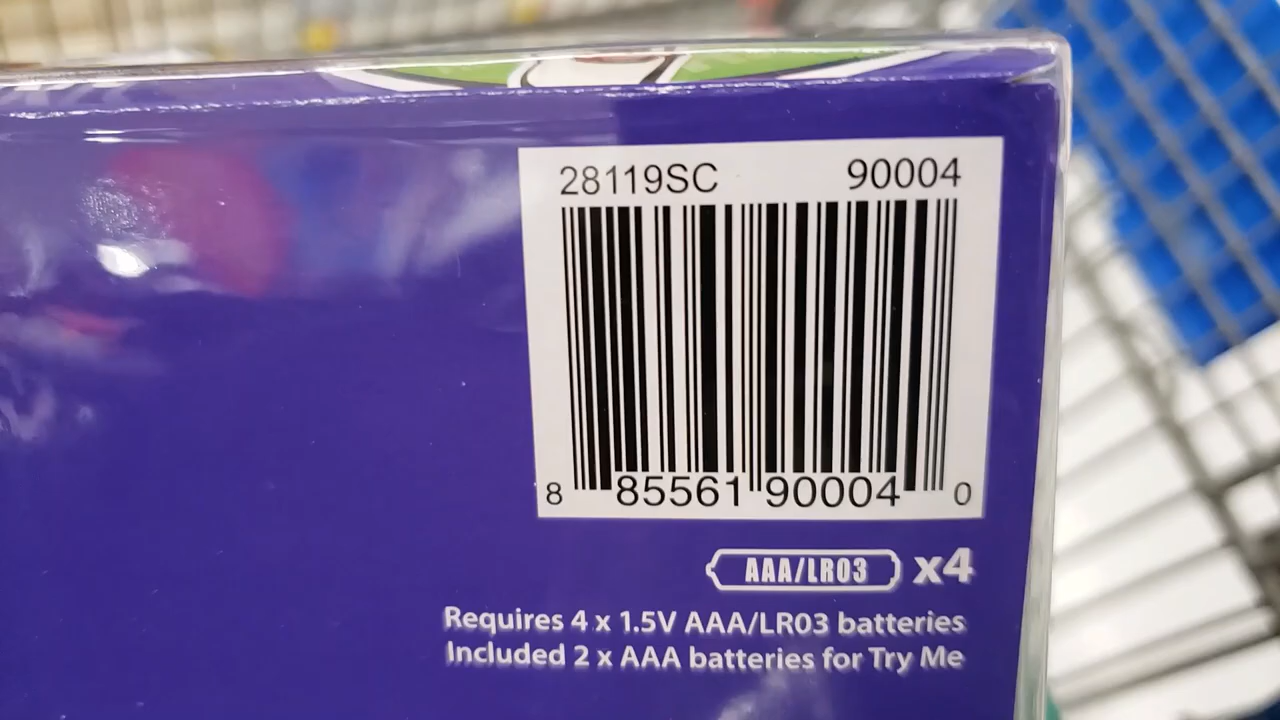 28119SC 90004
8 85561 90004 0
AAA/LR03 x4
Requires 4 x 1.5V AAA/LR03 batteries
Included 2 x AAA batteries for Try Me